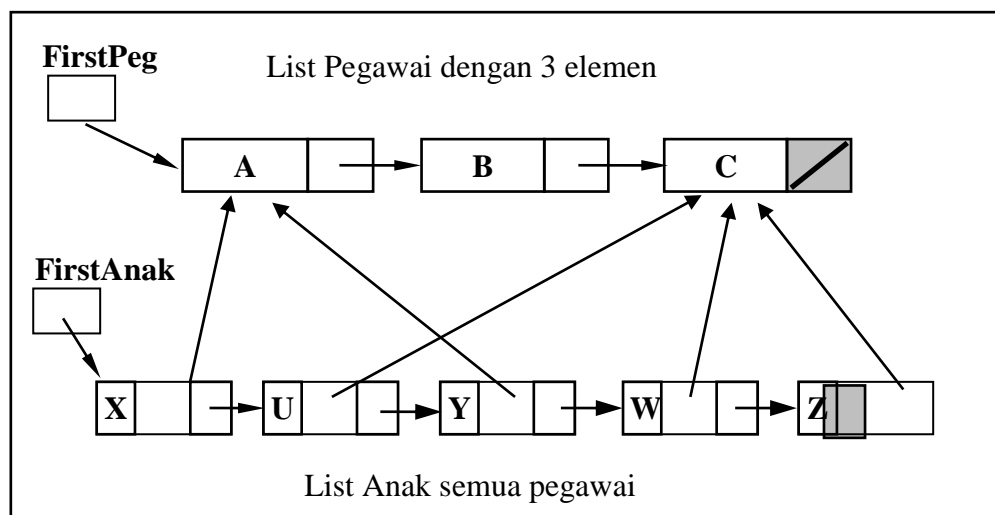 FirstPeg
List Pegawai dengan 3 elemen
A B C
FirstAnak
X U Y W Z
List Anak semua pegawai